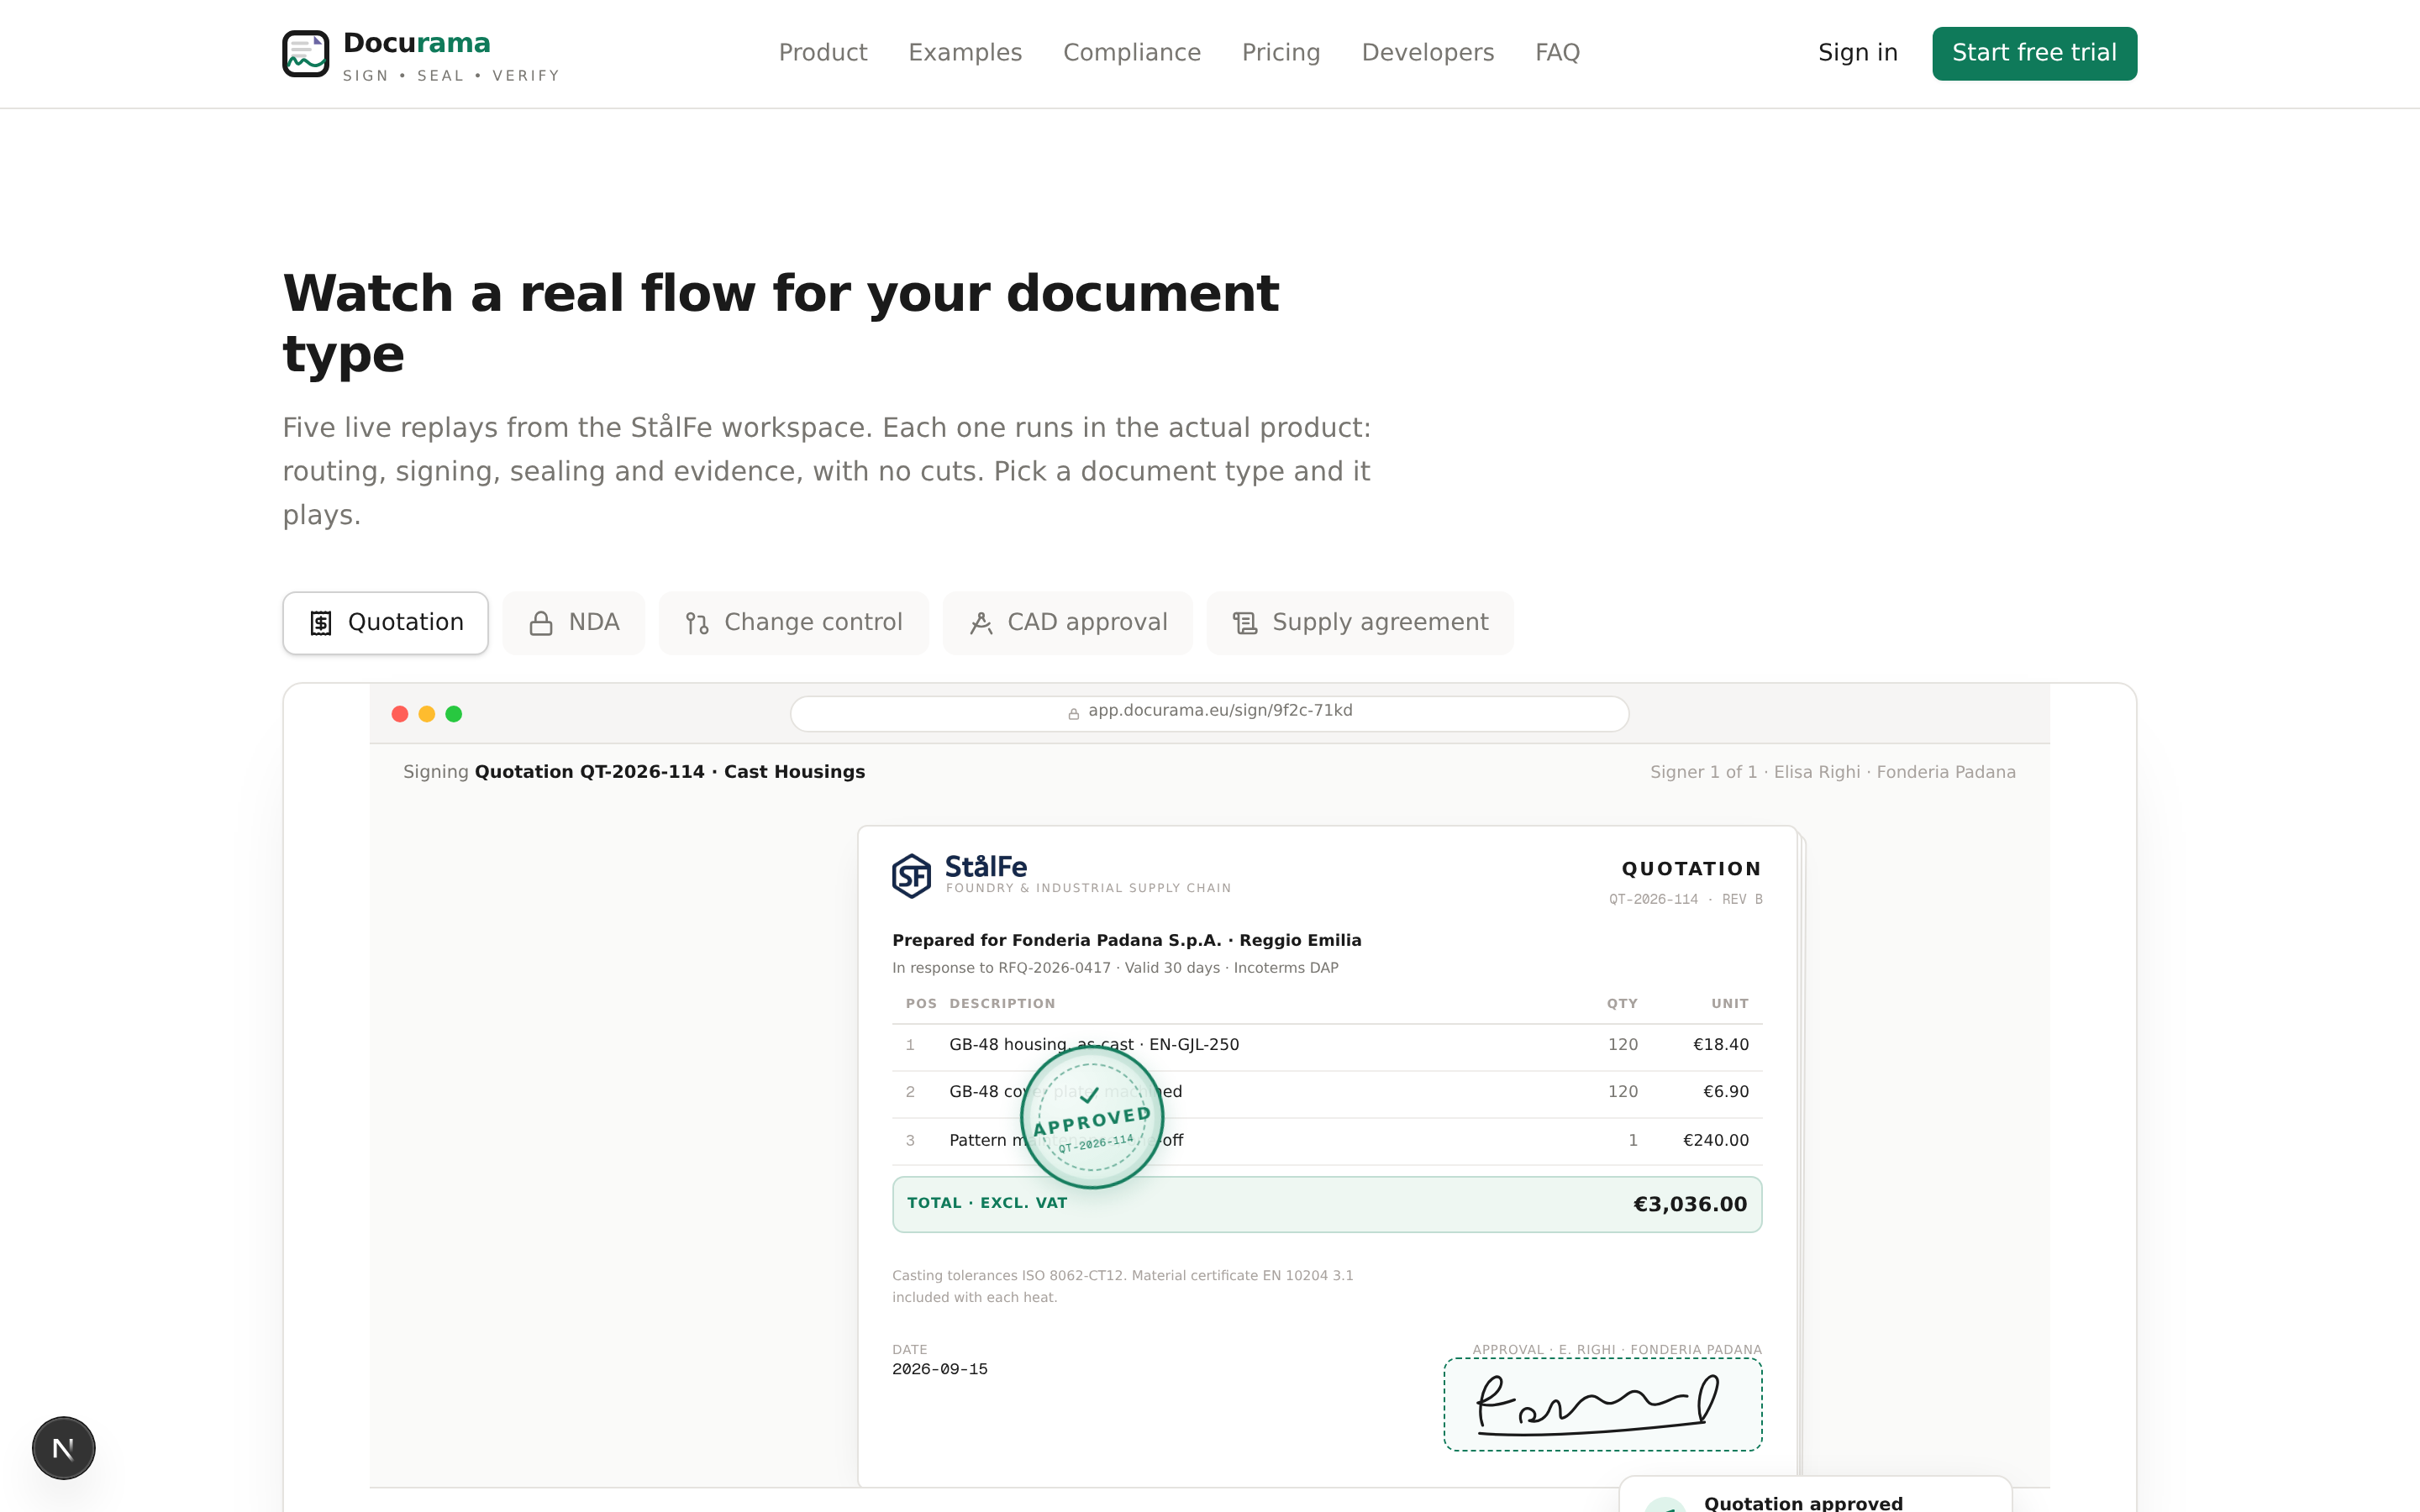 Docurama
SIGN • SEAL • VERIFY
Product
Examples
Compliance
Pricing
Developers
FAQ
Sign in
Start free trial
Watch a real flow for your document
type
Five live replays from the StålFe workspace. Each one runs in the actual product:
routing, signing, sealing and evidence, with no cuts. Pick a document type and it
plays.
Quotation
NDA
Change control
CAD approval
Supply agreement
app.docurama.eu/sign/9f2c-71kd
Signing Quotation QT-2026-114 · Cast Housings
Signer 1 of 1 · Elisa Righi · Fonderia Padana
SF StålFe
FOUNDRY & INDUSTRIAL SUPPLY CHAIN
QUOTATION
QT-2026-114 · REV B
Prepared for Fonderia Padana S.p.A. · Reggio Emilia
In response to RFQ-2026-0417 · Valid 30 days · Incoterms DAP
POS DESCRIPTION QTY UNIT
1 GB-48 housing, as-cast · EN-GJL-250 120 €18.40
2 GB-48 cover plate, machined 120 €6.90
3 Pattern 1 €240.00
APPROVED
QT-2026-114
TOTAL · EXCL. VAT €3,036.00
Casting tolerances ISO 8062-CT12. Material certificate EN 10204 3.1
included with each heat.
DATE
2026-09-15
APPROVAL · E. RIGHI · FONDERIA PADANA
Quotation approved
N